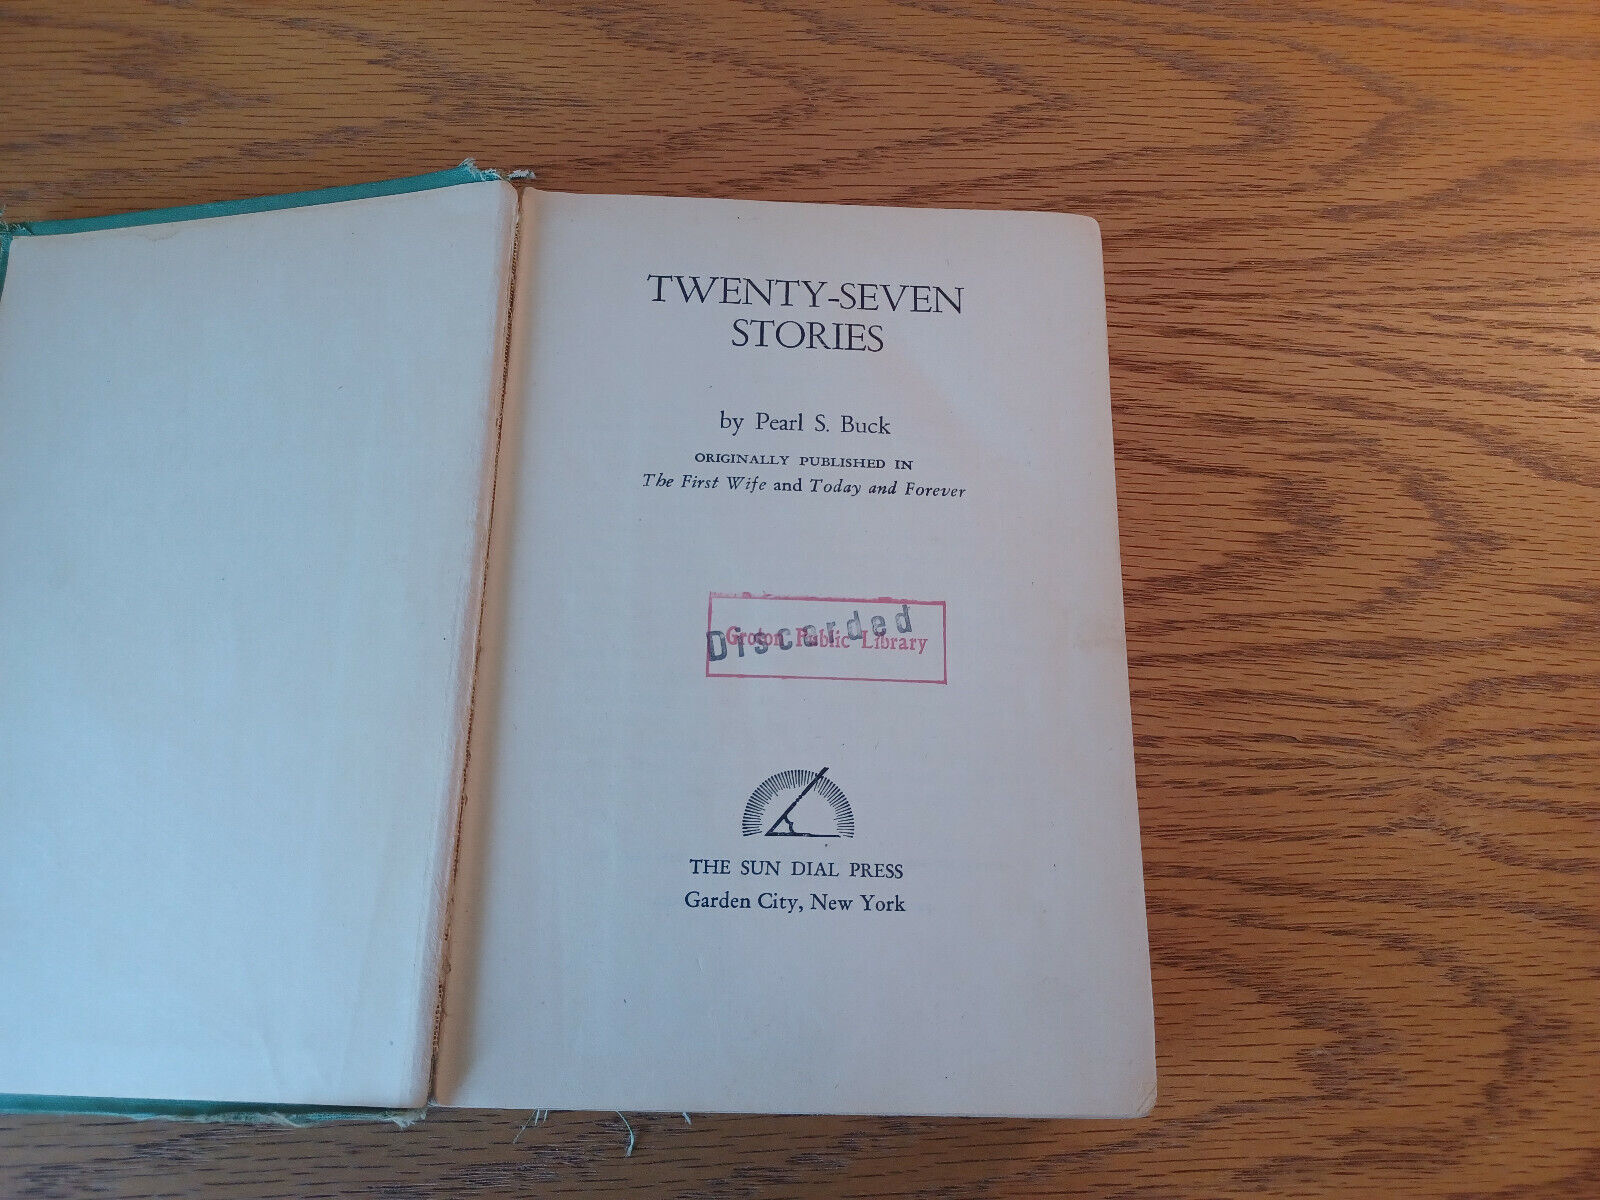 TWENTY-SEVEN
STORIES
by Pearl S. Buck
ORIGINALLY PUBLISHED IN
The First Wife and Today and Forever
Groton Public Library
Discarded
THE SUN DIAL PRESS
Garden City, New York